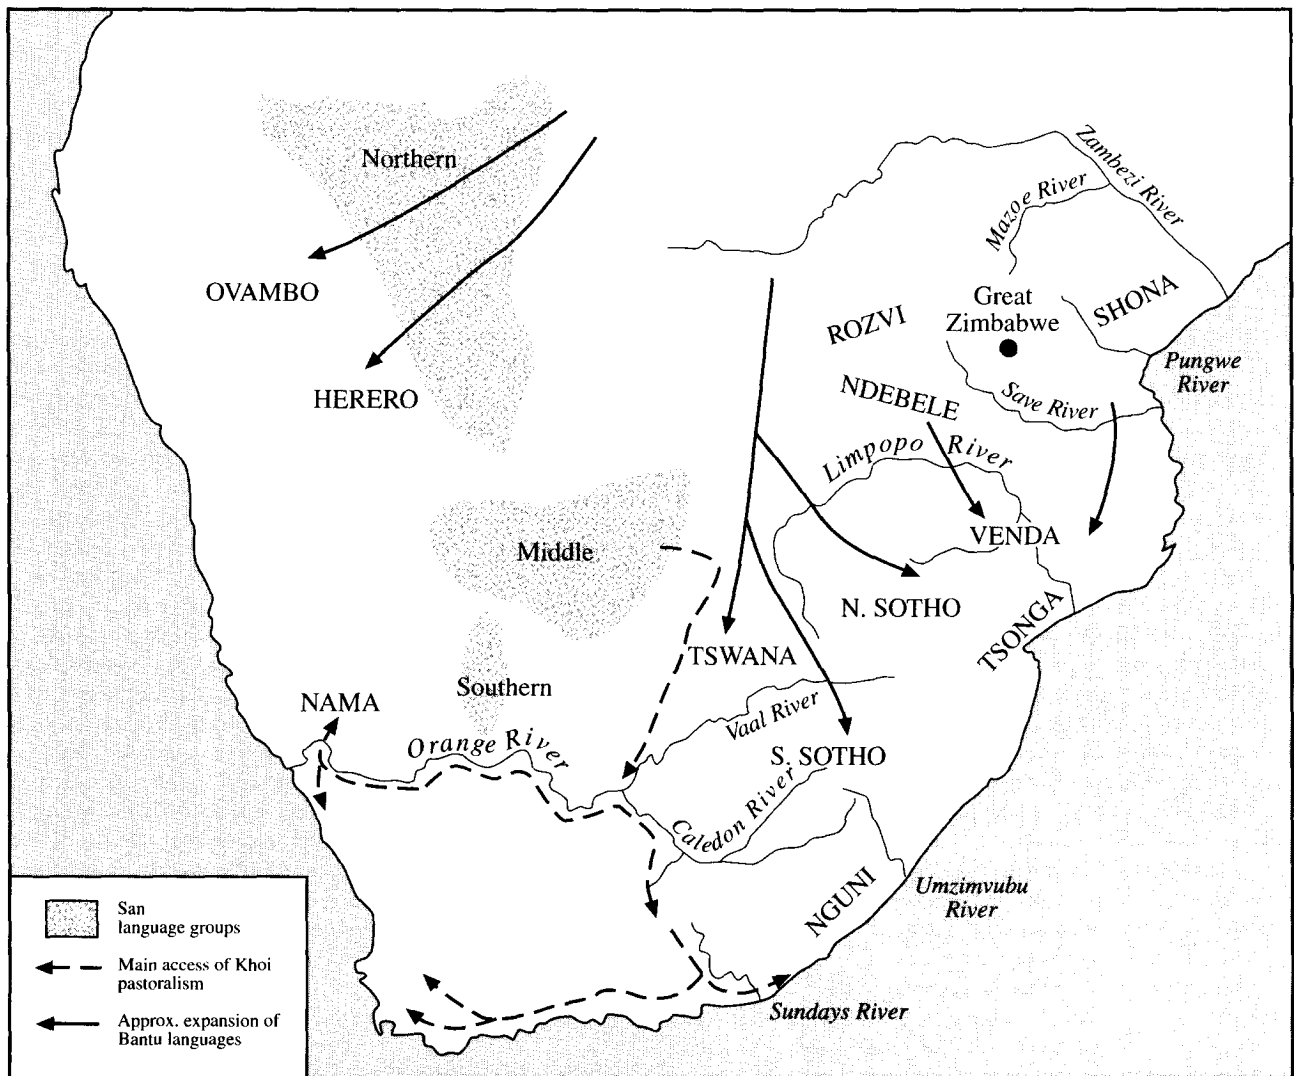 Northern
Zambezi River
Mazoe River
OVAMBO
Great
Zimbabwe
SHONA
ROZVI
HERERO
NDEBELE
Save River
Pungwe
River
Limpopo River
Middle
VENDA
N. SOTHO
TSONGA
TSWANA
Southern
NAMA
Orange River
Vaal River
S. SOTHO
Caledon River
NGUNI
Umzimvubu
River
Sundays River
San
language groups
Main access of Khoi
pastoralism
Approx. expansion of
Bantu languages